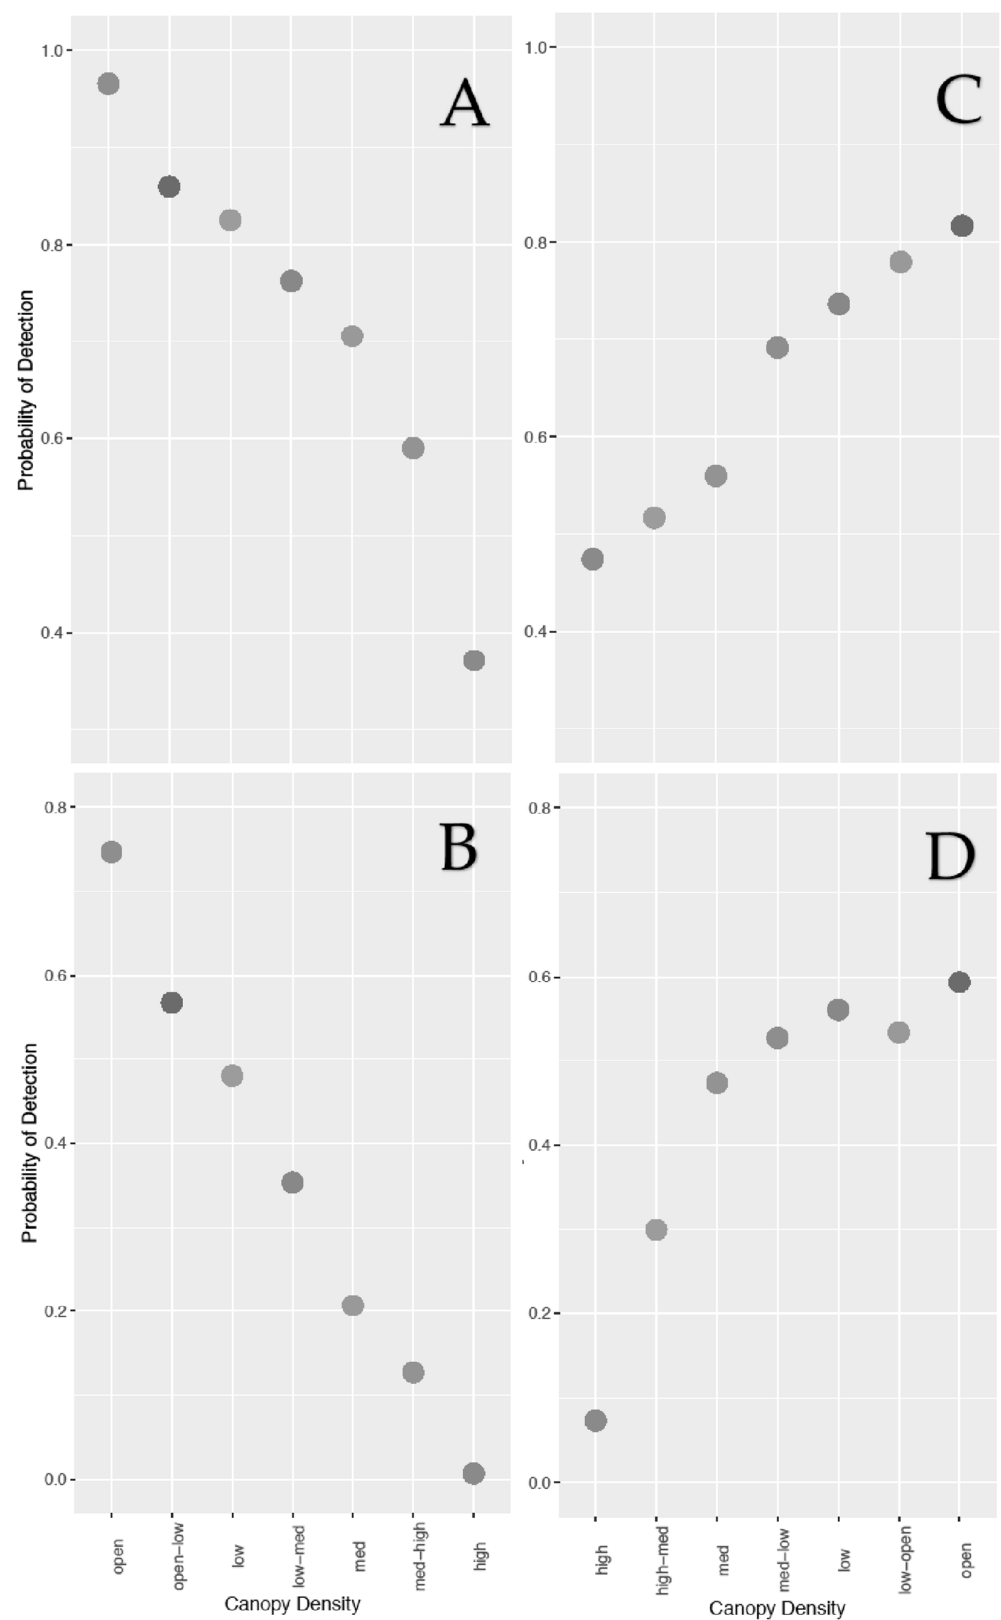 1.0
0.8
0.6
0.4
Probability of Detection
A
1.0
0.8
0.6
0.4
C
0.8
0.6
0.4
0.2
0.0
Probability of Detection
B
open
open-low
low
low-med
med
med-high
high
Canopy Density
0.8
0.6
0.4
0.2
0.0
D
high
high-med
med
med-low
low
low-open
open
Canopy Density